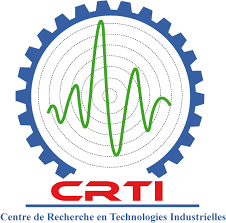 CRTI
Centre de Recherche en Technologies Industrielles